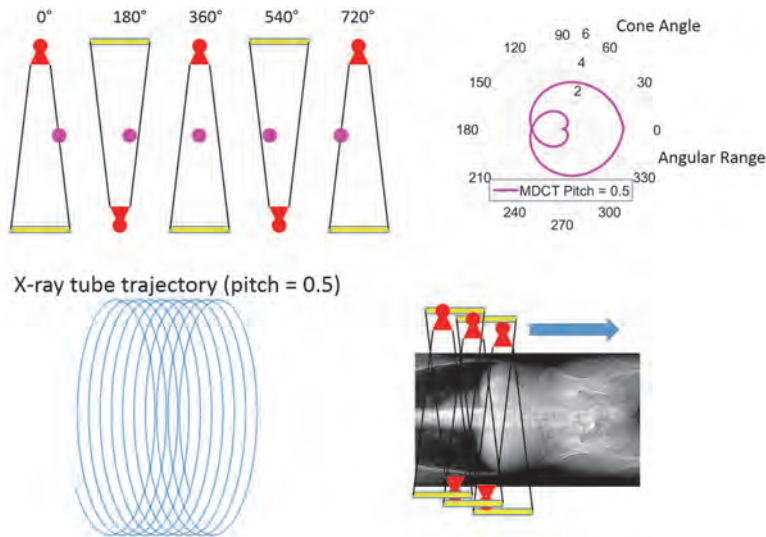 0° 180° 360° 540° 720°
Cone Angle
90 6 60
120 4
150 2 30
180 0
Angular Range
210 330
MDCT Pitch = 0.5
240 300
270
X-ray tube trajectory (pitch = 0.5)